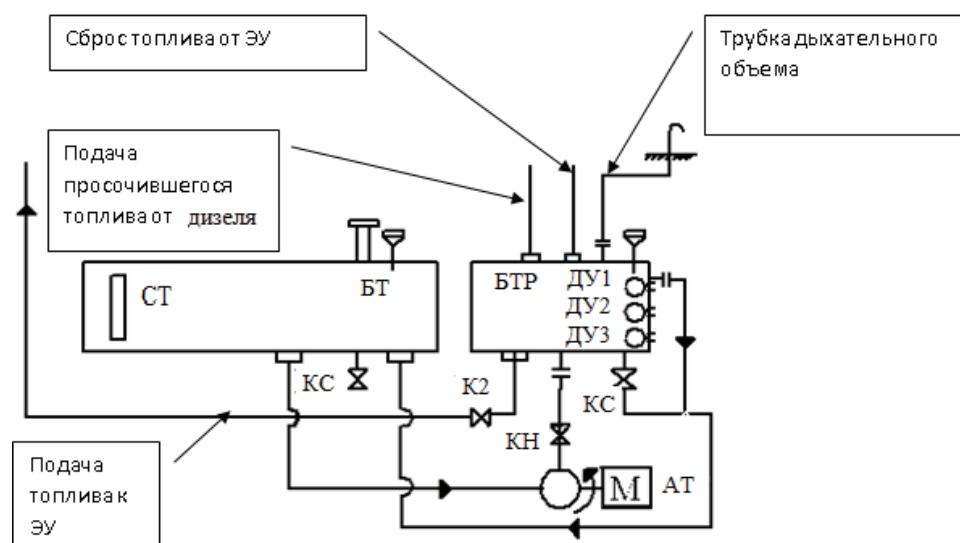 Сброс топлива от ЭУ
Трубка дыхательного
объема
Подача
просочившегося
топлива от дизеля
СТ
БТ
БТР
ДУ1
ДУ2
ДУ3
КС
К2
КС
КН
М
АТ
Подача
топлива к
ЭУ